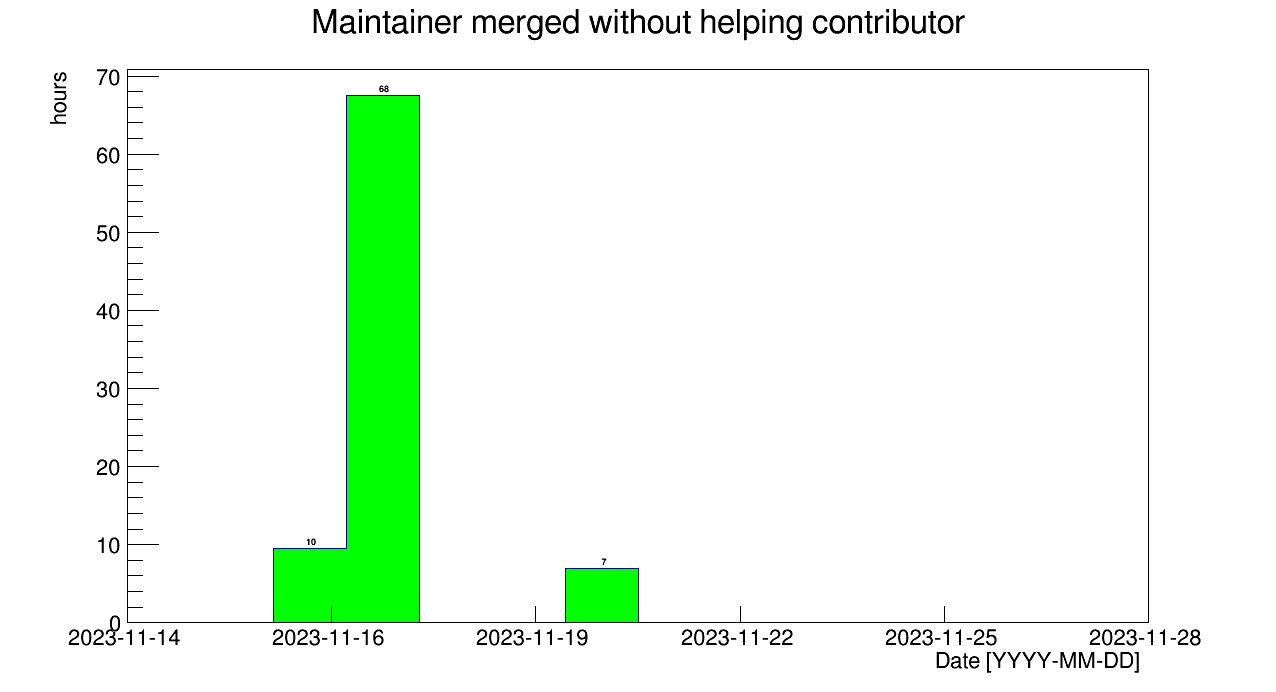 Maintainer merged without helping contributor
hours
70
60
50
40
30
20
10
0
68
10
7
2023-11-14 2023-11-16 2023-11-19 2023-11-22 2023-11-25 2023-11-28
Date [YYYY-MM-DD]